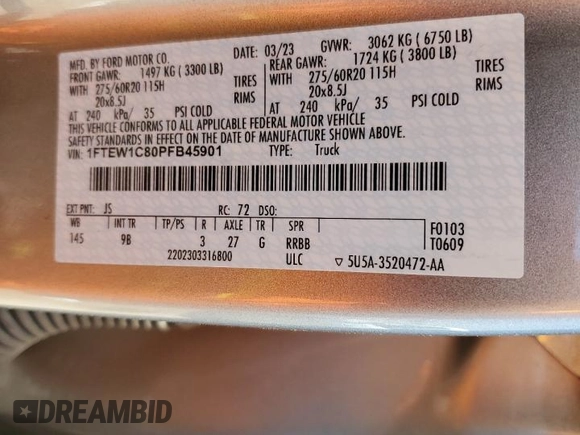 MFD. BY FORD MOTOR CO.
DATE: 03/23 GVWR: 3062 KG ( 6750 LB)
FRONT GAWR: 1497 KG ( 3300 LB) REAR GAWR: 1724 KG ( 3800 LB)
WITH 275/60R20 115H TIRES WITH 275/60R20 115H TIRES
20x8.5J RIMS 20x8.5J RIMS
AT 240 kPa/ 35 PSI COLD AT 240 kPa/ 35 PSI COLD
THIS VEHICLE CONFORMS TO ALL APPLICABLE FEDERAL MOTOR VEHICLE
SAFETY STANDARDS IN EFFECT ON THE DATE OF MANUFACTURE SHOWN ABOVE.
VIN: 1FTEW1C80PFB45901 TYPE: Truck
EXT PNT: JS RC: 72 DSO:
WB INT TR TP/PS R AXLE TR SPR F0103
145 9B 3 27 G RRBB T0609
2202303316800 ULC ▽ 5U5A-3520472-AA
DREAMBID